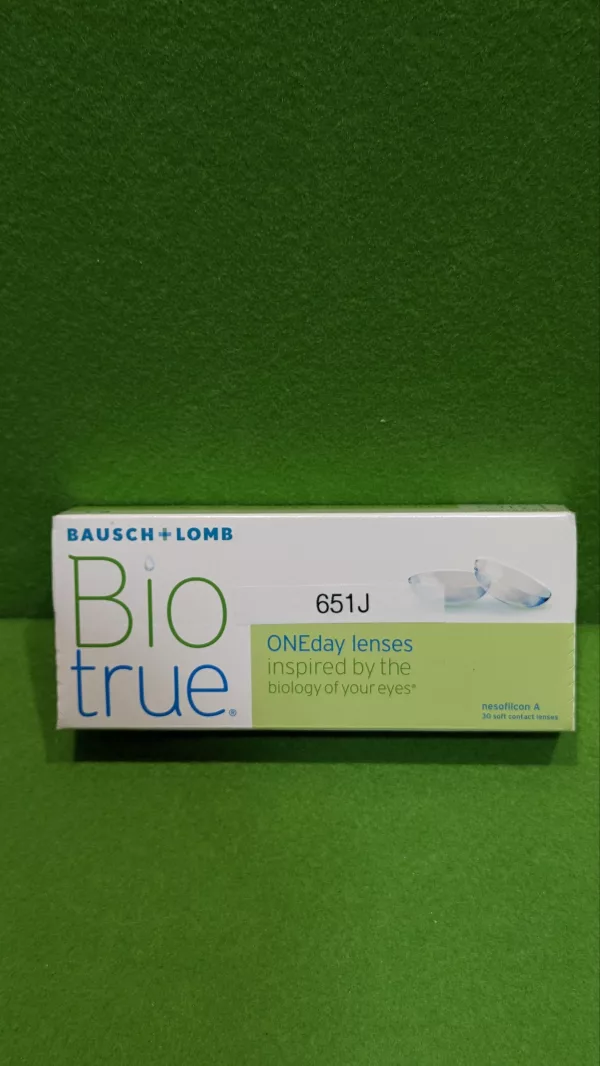 BAUSCH + LOMB
Bio
true®
651J
ONEday lenses
inspired by the
biology of your eyes*
nesofilcon A
30 soft contact lenses